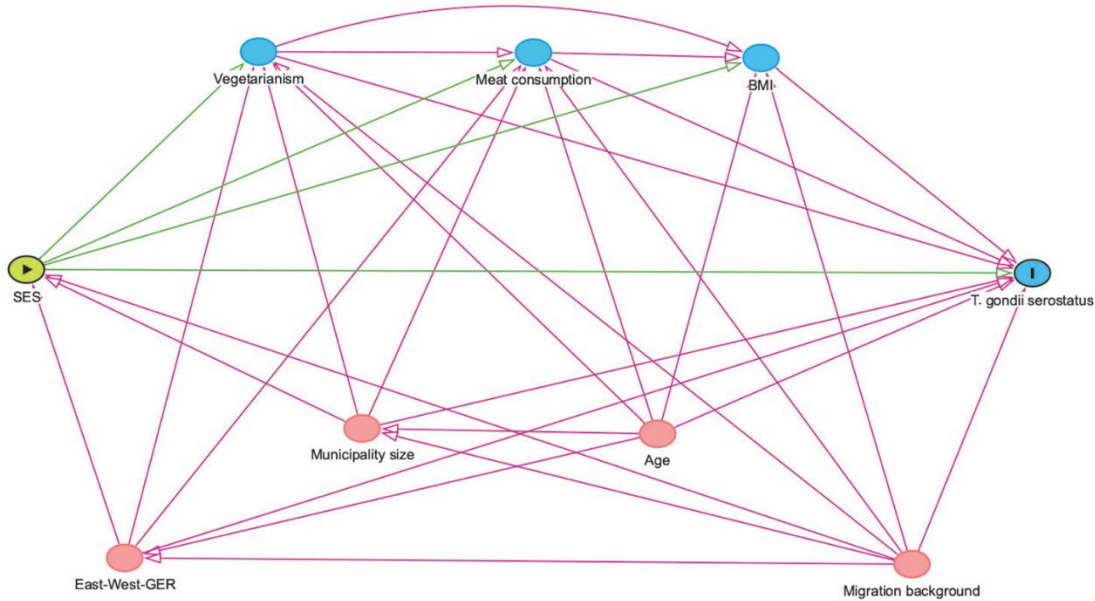 Vegetarianism
Meat consumption
BMI
SES
T. gondii serostatus
Municipality size
Age
East-West-GER
Migration background